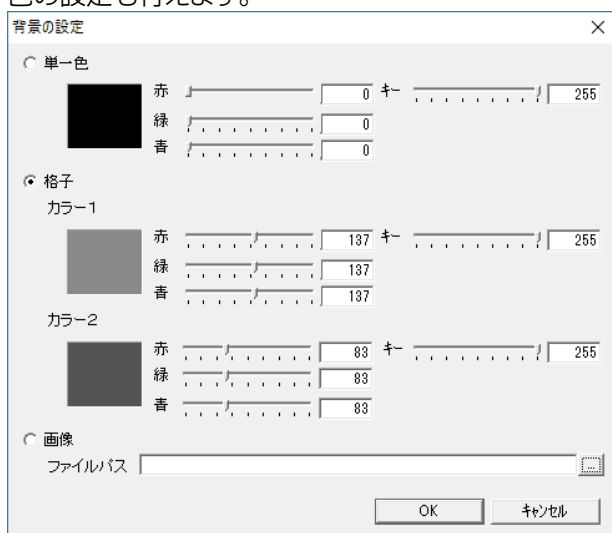 色の設定も行えます。
背景の設定
単一色
赤 0 キー 255
緑 0
青 0
格子
カラー1
赤 137 キー 255
緑 137
青 137
カラー2
赤 83 キー 255
緑 83
青 83
画像
ファイルパス ...
OK キャンセル